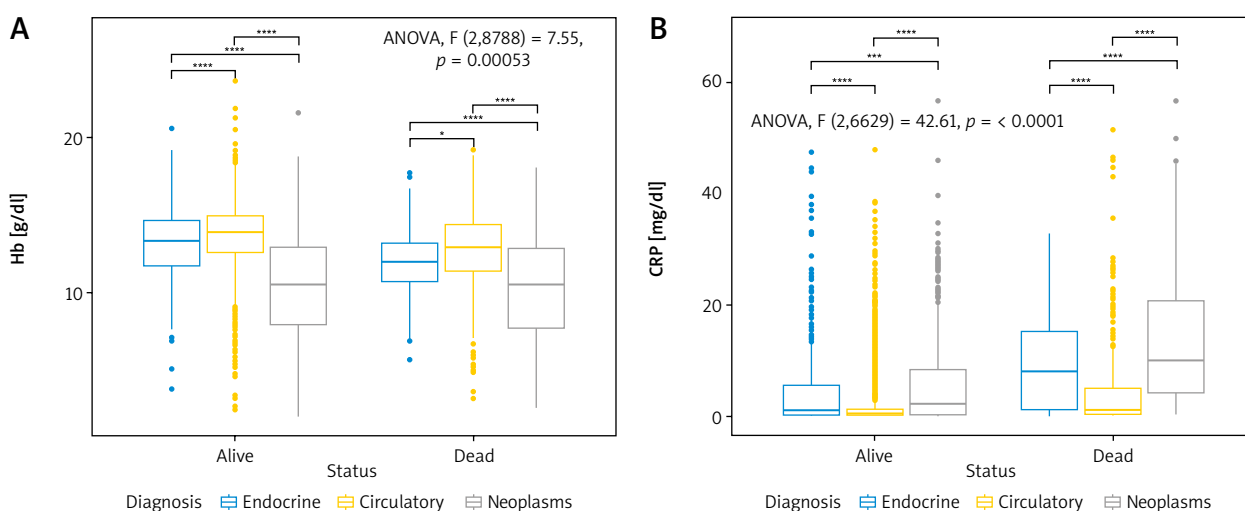 A
ANOVA, F (2,8788) = 7.55,
p = 0.00053
****
****
****
****
****
*
20
10
Hb [g/dl]
Alive
Dead
Status
Diagnosis Endocrine Circulatory Neoplasms
B
****
***
****
****
****
****
ANOVA, F (2,6629) = 42.61, p = < 0.0001
60
40
20
0
CRP [mg/dl]
Alive
Dead
Status
Diagnosis Endocrine Circulatory Neoplasms